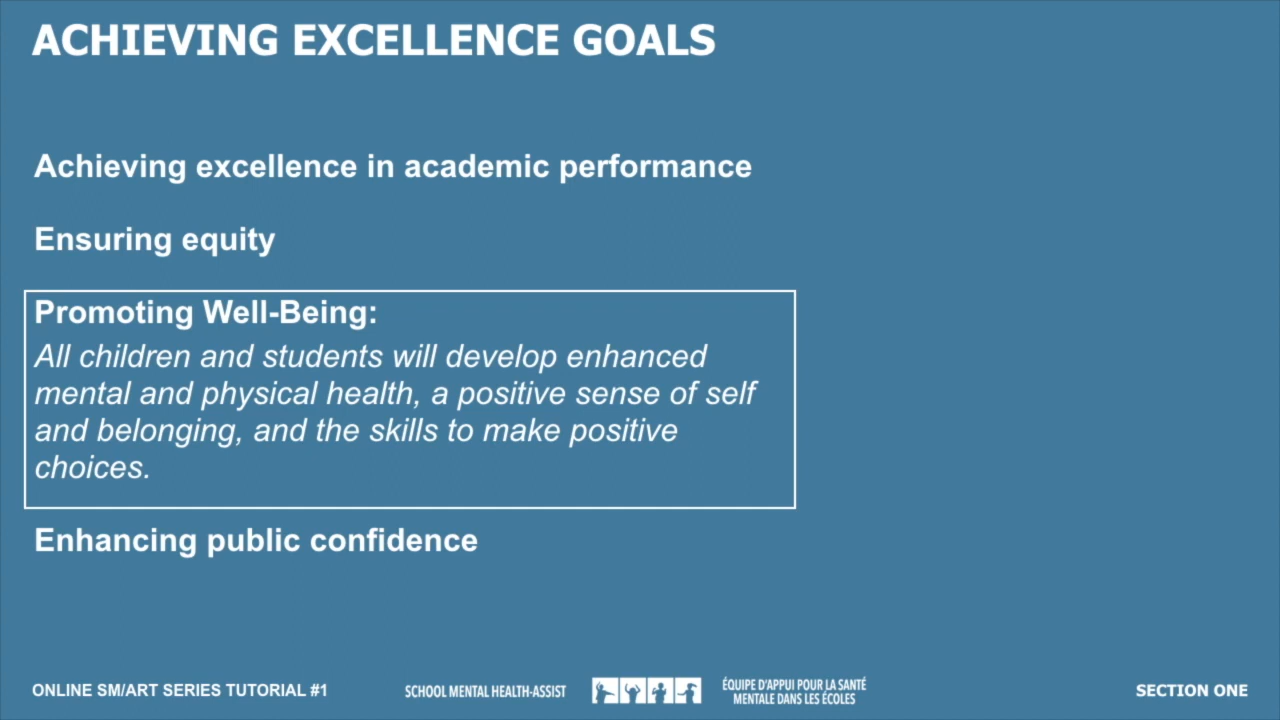 ACHIEVING EXCELLENCE GOALS
Achieving excellence in academic performance
Ensuring equity
Promoting Well-Being:
All children and students will develop enhanced
mental and physical health, a positive sense of self
and belonging, and the skills to make positive
choices.
Enhancing public confidence
ONLINE SM/ART SERIES TUTORIAL #1
SCHOOL MENTAL HEALTH-ASSIST
ÉQUIPE D'APPUI POUR LA SANTÉ
MENTALE DANS LES ÉCOLES
SECTION ONE